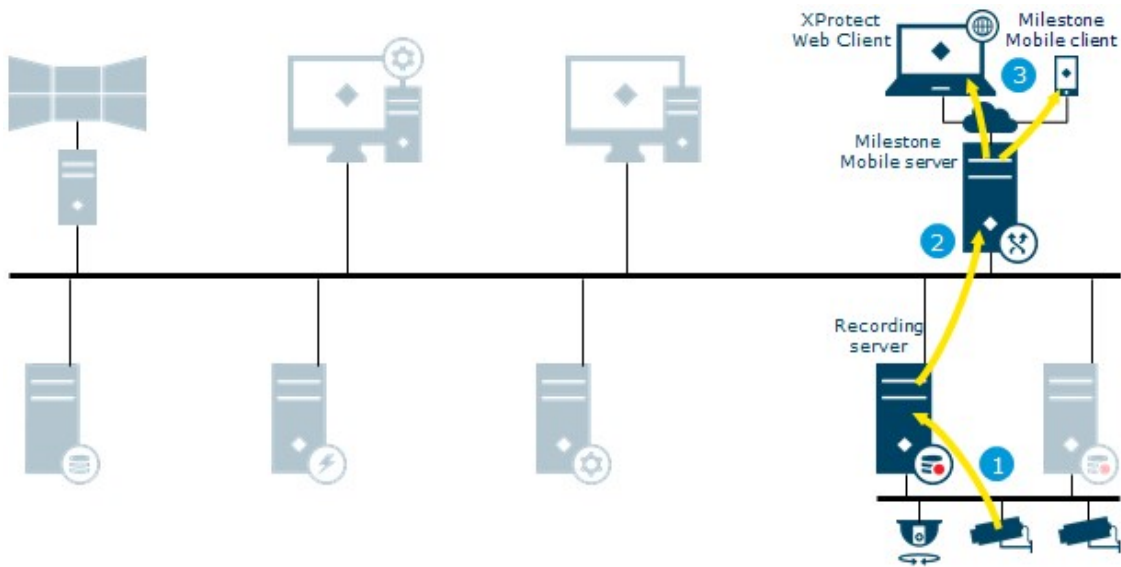 XProtect
Web Client
Milestone
Mobile client
3
Milestone
Mobile server
2
Recording
server
1